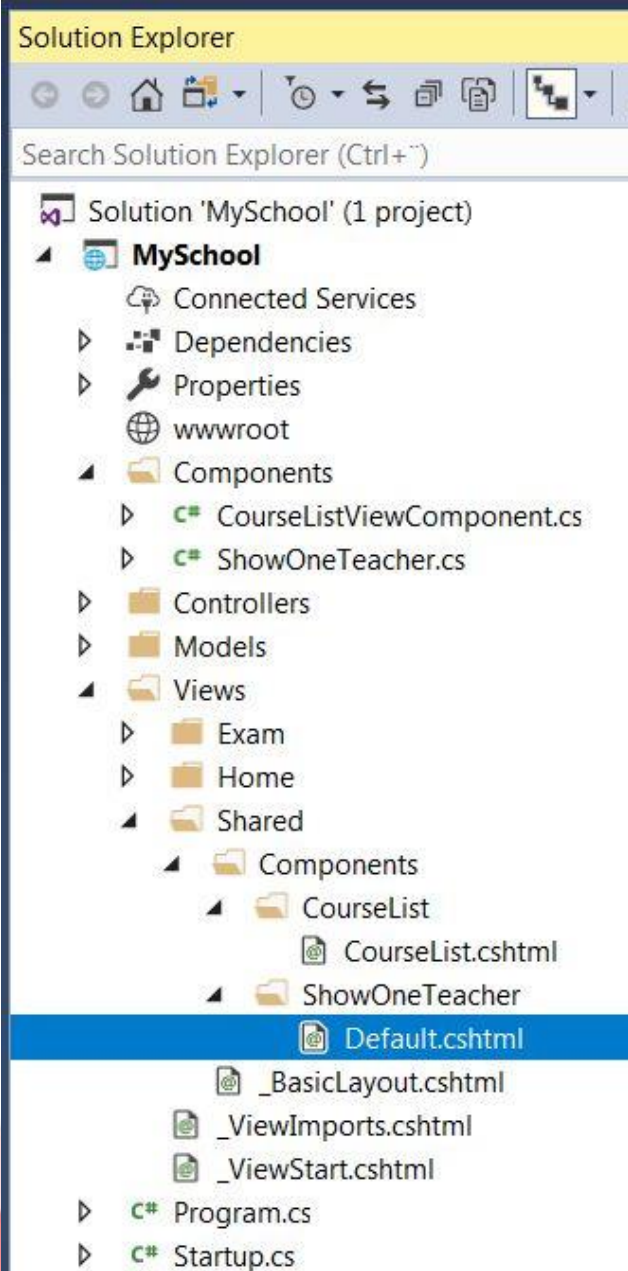 Solution Explorer
Search Solution Explorer (Ctrl+¨)
Solution 'MySchool' (1 project)
MySchool
Connected Services
Dependencies
Properties
wwwroot
Components
C# CourseListViewComponent.cs
C# ShowOneTeacher.cs
Controllers
Models
Views
Exam
Home
Shared
Components
CourseList
CourseList.cshtml
ShowOneTeacher
Default.cshtml
_BasicLayout.cshtml
_ViewImports.cshtml
_ViewStart.cshtml
C# Program.cs
C# Startup.cs